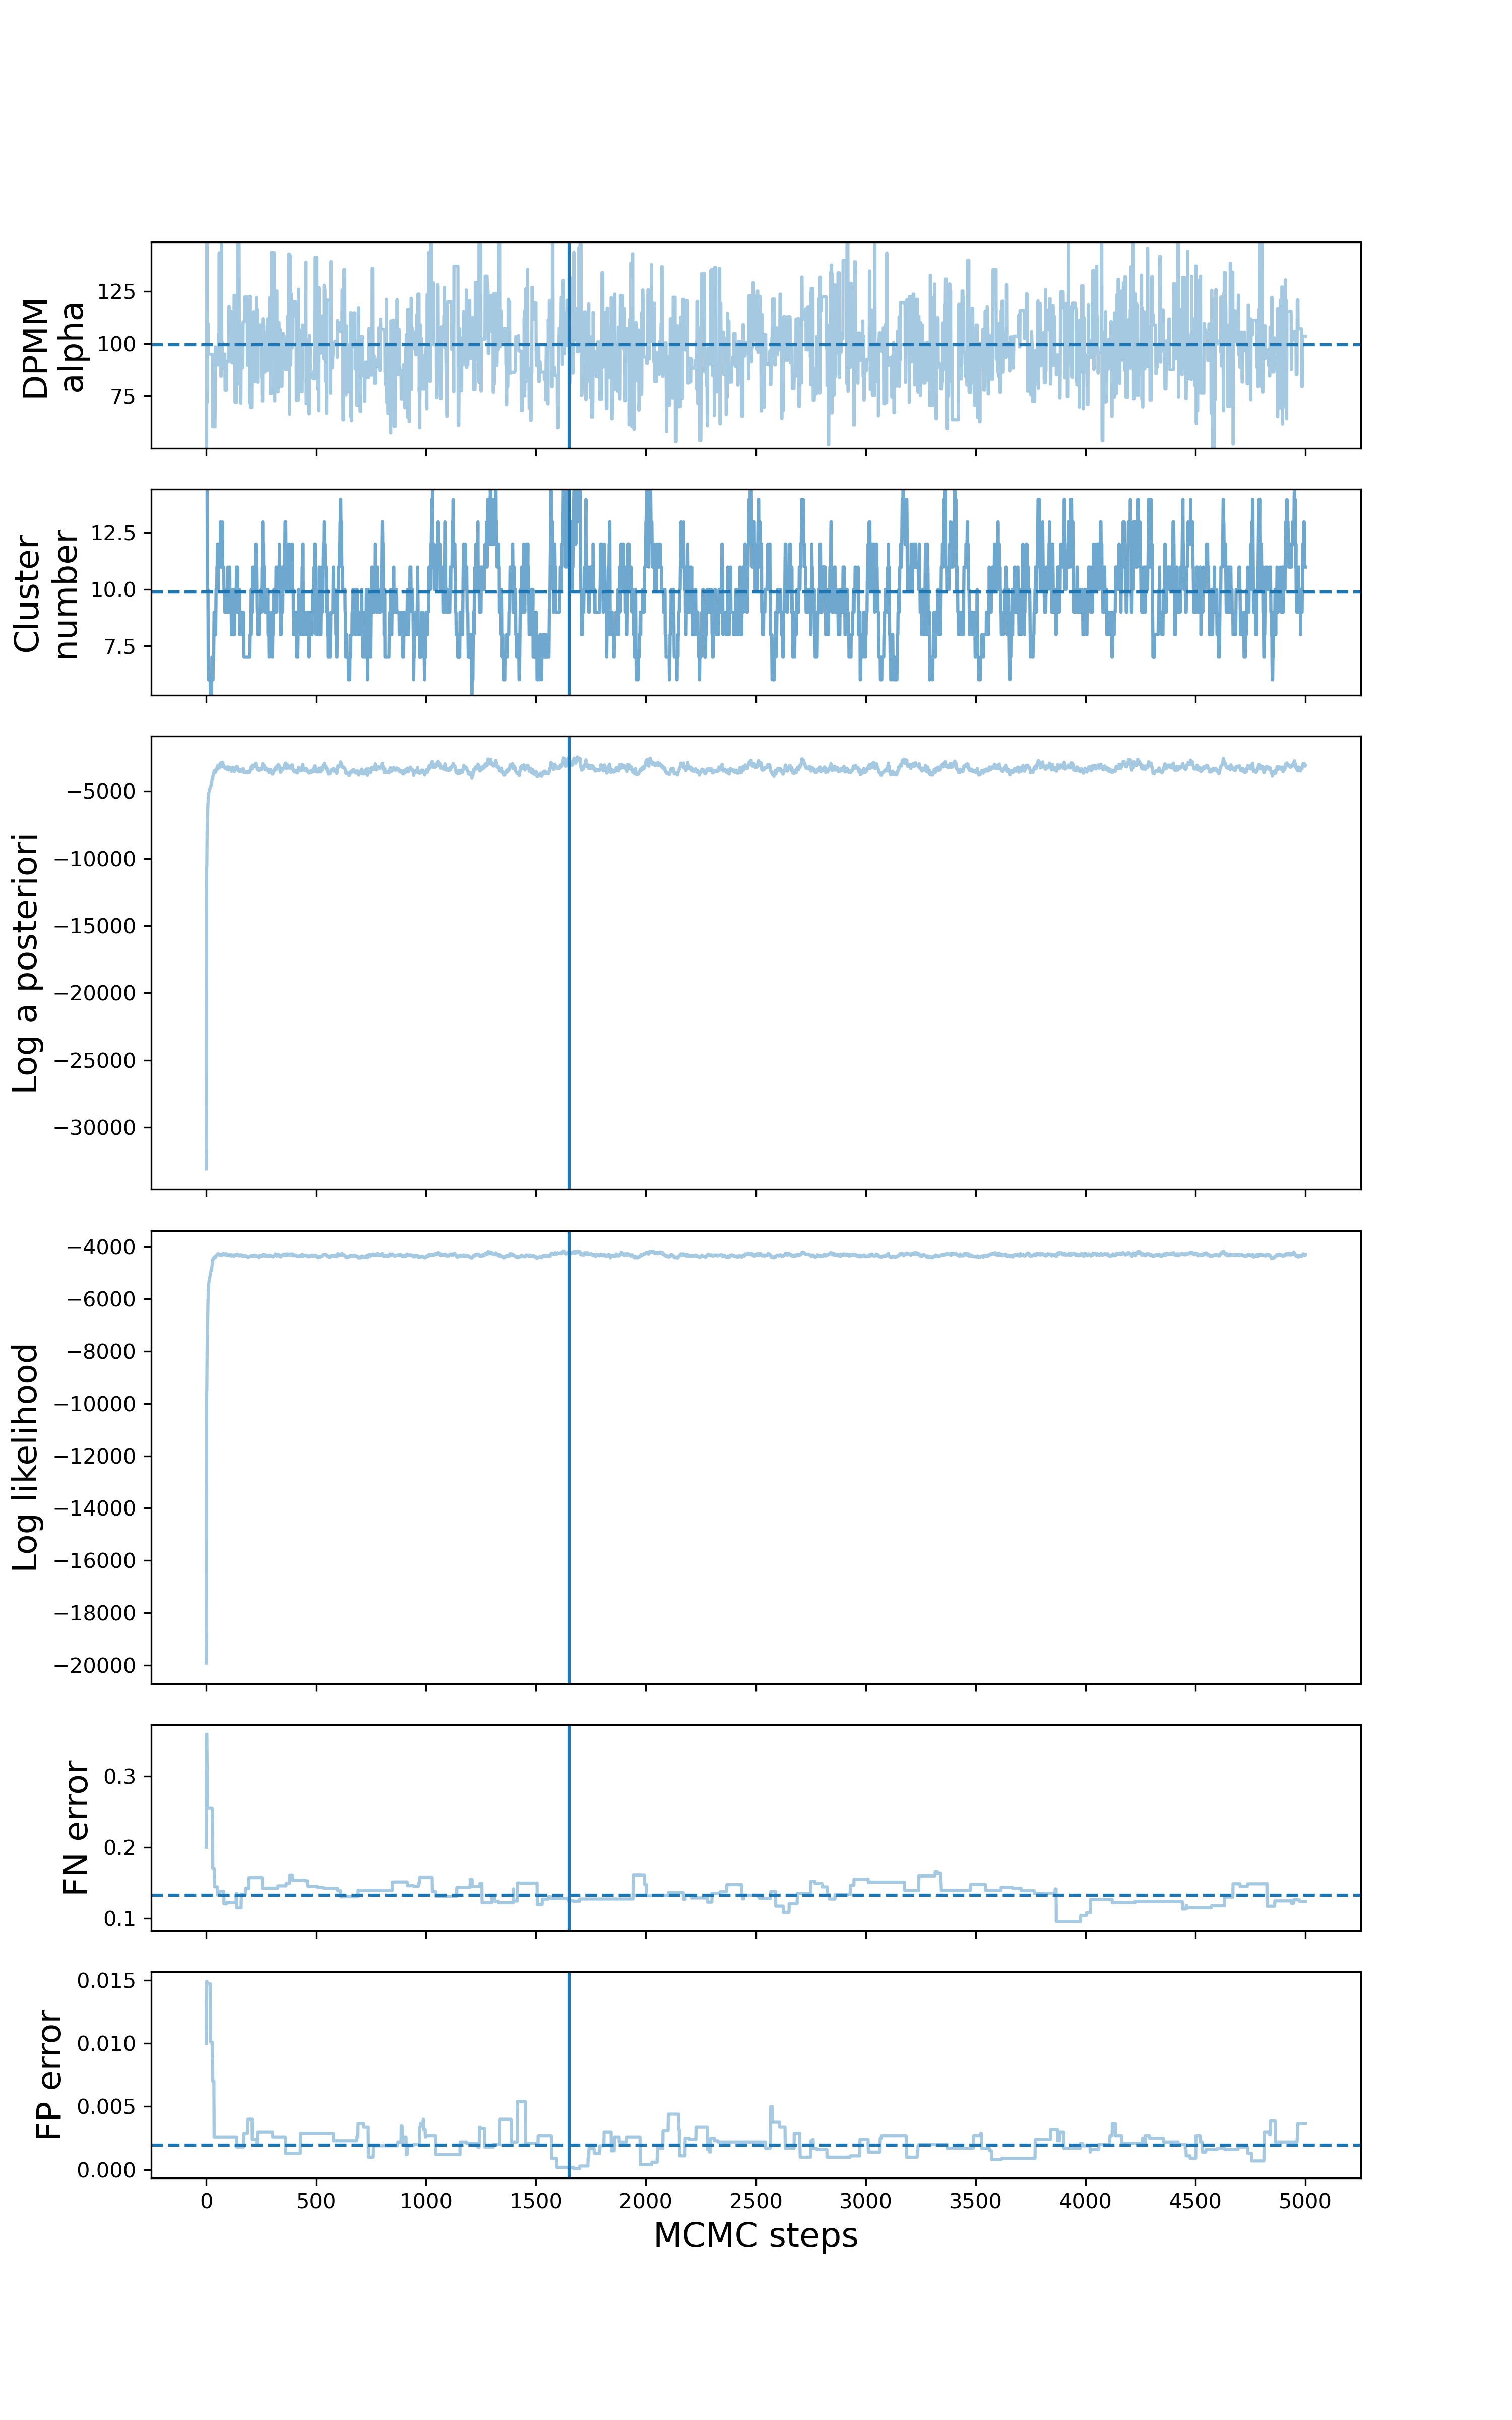 DPMM
alpha
125
100
75
Cluster
number
12.5
10.0
7.5
Log a posteriori
−5000
−10000
−15000
−20000
−25000
−30000
Log likelihood
−4000
−6000
−8000
−10000
−12000
−14000
−16000
−18000
−20000
FN error
0.3
0.2
0.1
FP error
0.015
0.010
0.005
0.000
0 500 1000 1500 2000 2500 3000 3500 4000 4500 5000
MCMC steps